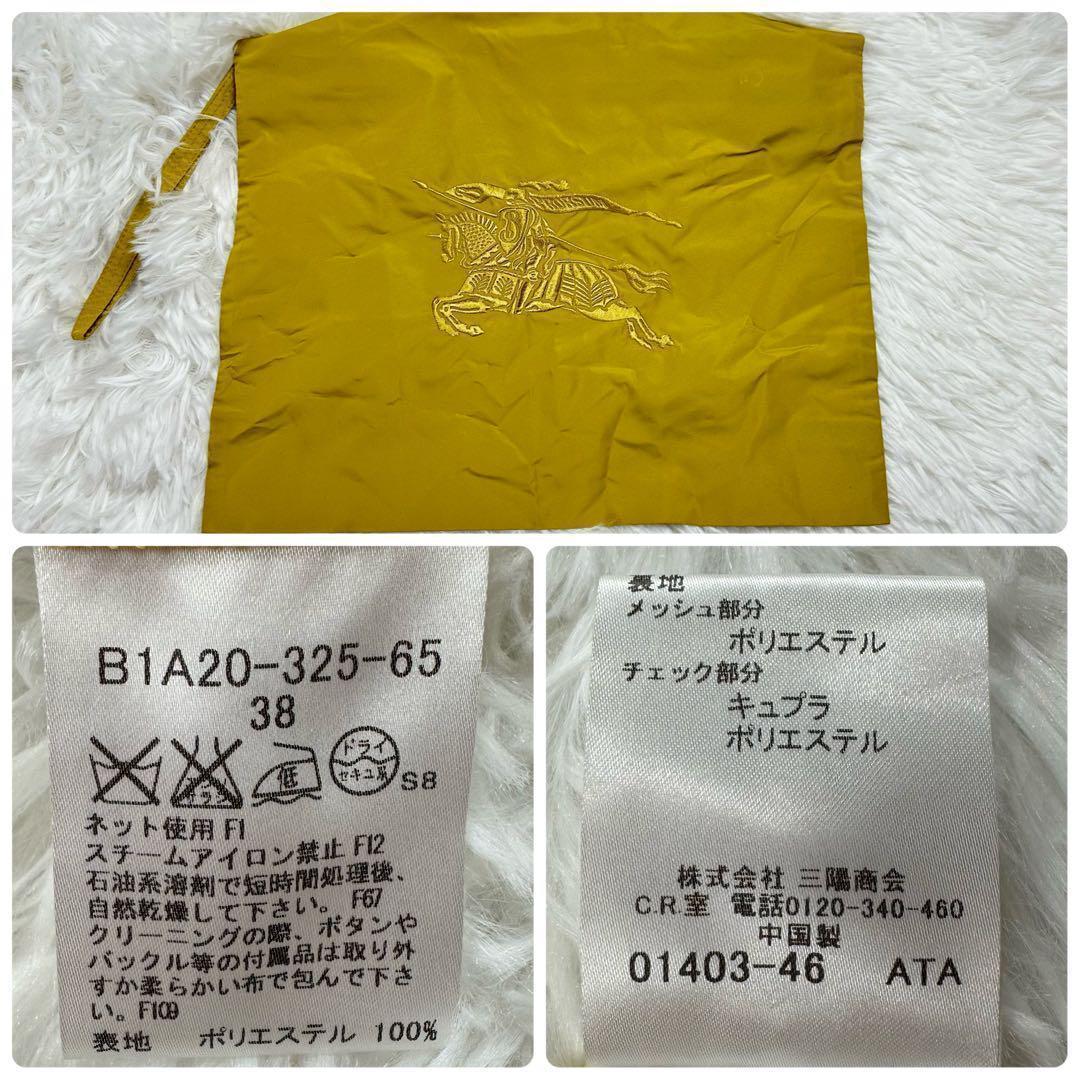 B1A20-325-65
38
低
ドライ
セキユ系
S8
ネット使用 F1
スチームアイロン禁止 F12
石油系溶剤で短時間処理後、
自然乾燥して下さい。 F67
クリーニングの際、ボタンや
バックル等の付属品は取り外
すか柔らかい布で包んで下さ
い。F109
表地 ポリエステル 100%
裏地
メッシュ部分
ポリエステル
チェック部分
キュプラ
ポリエステル
株式会社 三陽商会
C.R.室 電話0120-340-460
中国製
01403-46 ATA